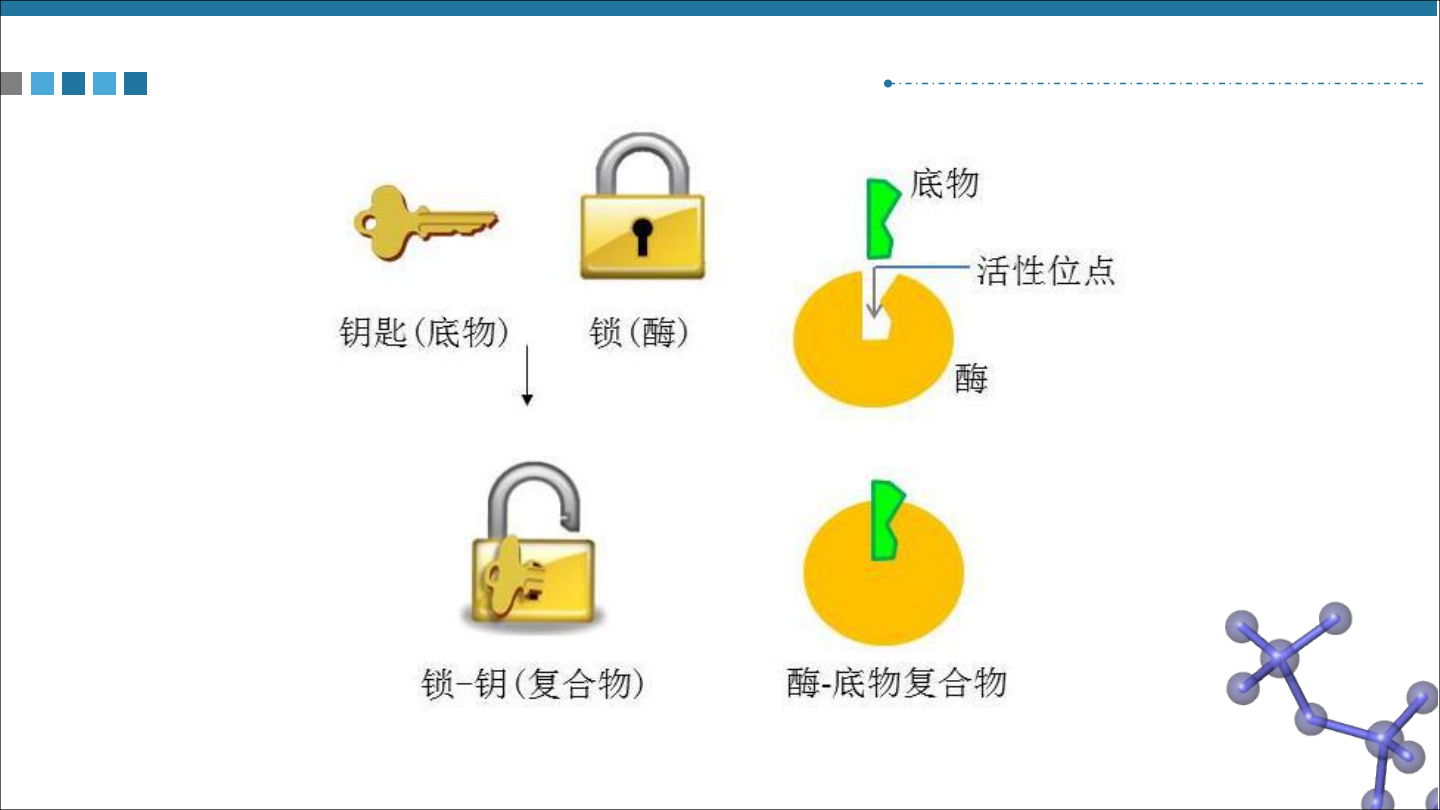 底物
活性位点
钥匙(底物)
锁(酶)
酶
锁-钥(复合物)
酶-底物复合物